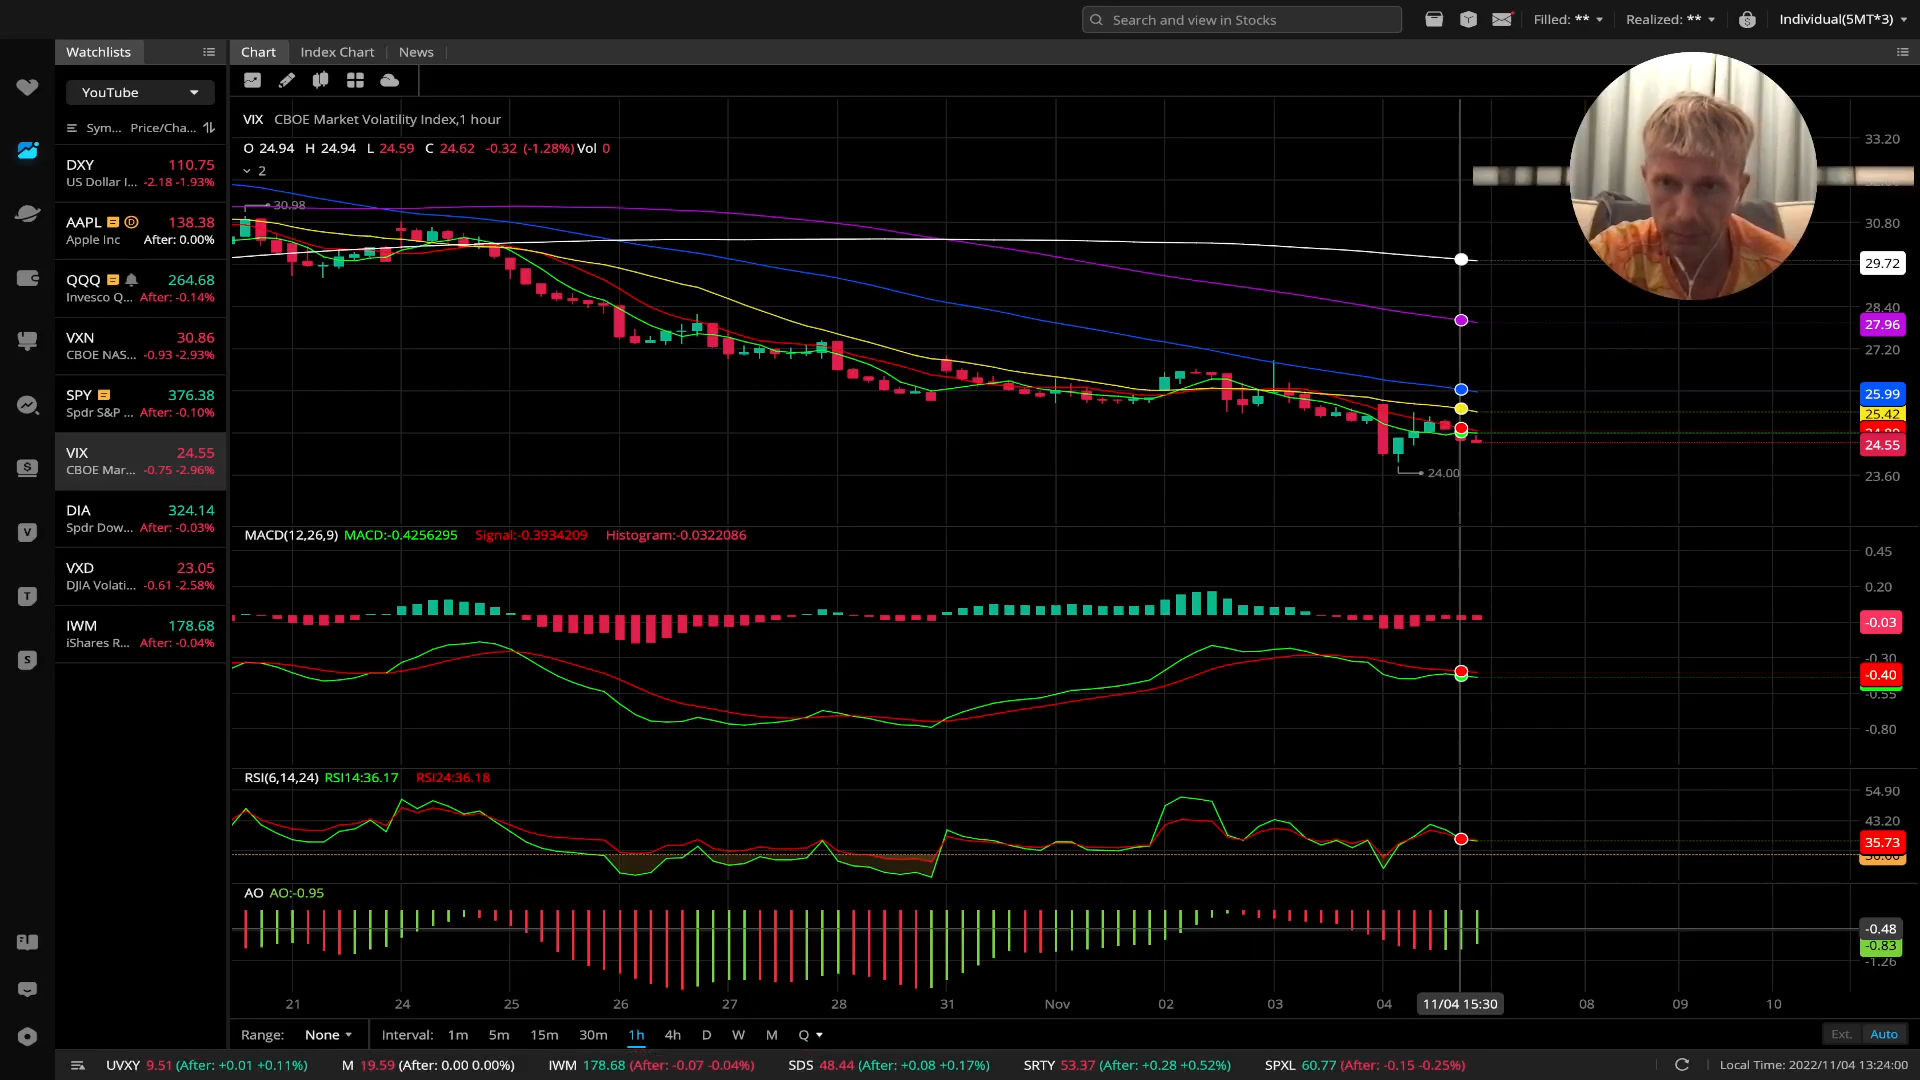 Search and view in Stocks
Filled: **
Realized: **
Individual(5MT*3)
Watchlists
Chart
Index Chart
News
YouTube
Sym... Price/Cha...
DXY 110.75
US Dollar I... -2.18 -1.93%
AAPL D 138.38
Apple Inc After: 0.00%
QQQ 264.68
Invesco Q... After: -0.14%
VXN 30.86
CBOE NAS... -0.93 -2.93%
SPY 376.38
Spdr S&P ... After: -0.10%
VIX 24.55
CBOE Mar... -0.75 -2.96%
DIA 324.14
Spdr Dow... After: -0.03%
VXD 23.05
DJIA Volati... -0.61 -2.58%
IWM 178.68
iShares R... After: -0.04%
VIX CBOE Market Volatility Index,1 hour
O 24.94 H 24.94 L 24.59 C 24.62 -0.32 (-1.28%) Vol 0
2
30.98
24.00
33.20
30.80
29.72
28.40
27.96
27.20
25.99
25.42
24.55
23.60
MACD(12,26,9) MACD:-0.4256295 Signal:-0.3934209 Histogram:-0.0322086
0.45
0.20
-0.03
-0.30
-0.40
-0.55
-0.80
RSI(6,14,24) RSI14:36.17 RSI24:36.18
54.90
43.20
35.73
AO AO:-0.95
-0.48
-0.83
-1.26
21 24 25 26 27 28 31 Nov 02 03 04 11/04 15:30 08 09 10
Range: None Interval: 1m 5m 15m 30m 1h 4h D W M Q Ext. Auto
UVXY 9.51 (After: +0.01 +0.11%) M 19.59 (After: 0.00 0.00%) IWM 178.68 (After: -0.07 -0.04%) SDS 48.44 (After: +0.08 +0.17%) SRTY 53.37 (After: +0.28 +0.52%) SPXL 60.77 (After: -0.15 -0.25%) Local Time: 2022/11/04 13:24:00